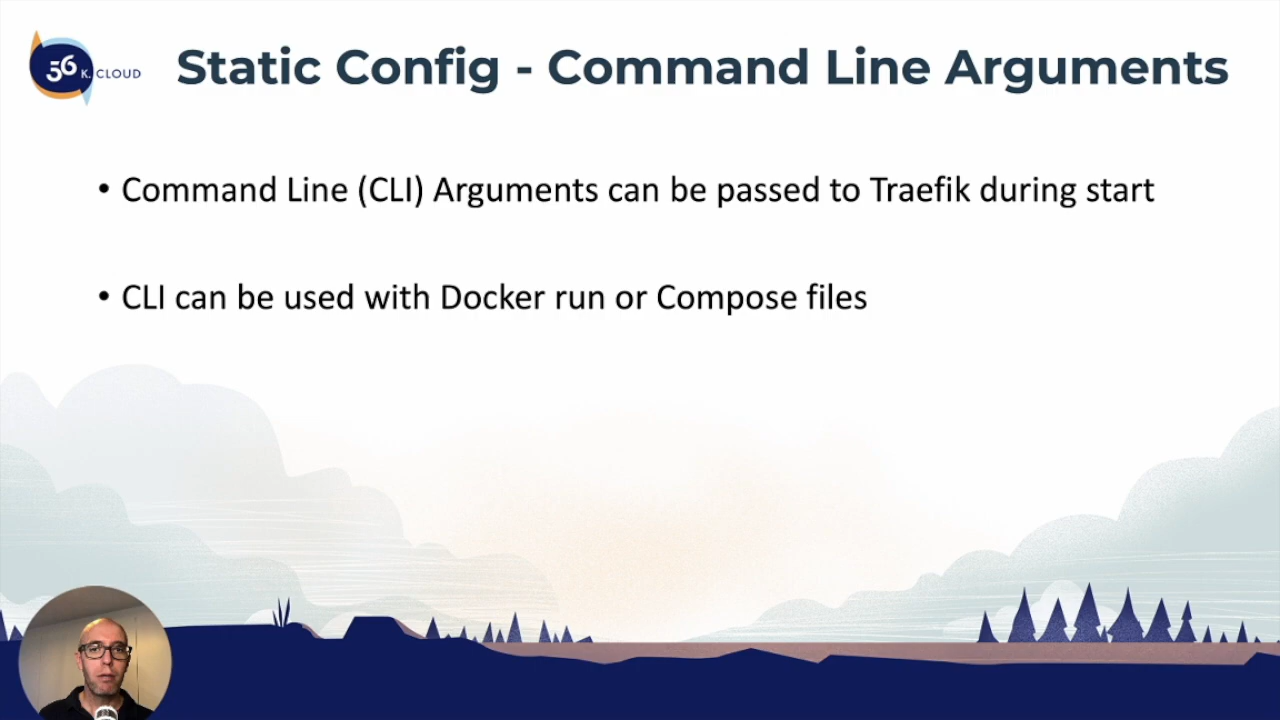 56 K. CLOUD
Static Config - Command Line Arguments
• Command Line (CLI) Arguments can be passed to Traefik during start
• CLI can be used with Docker run or Compose files